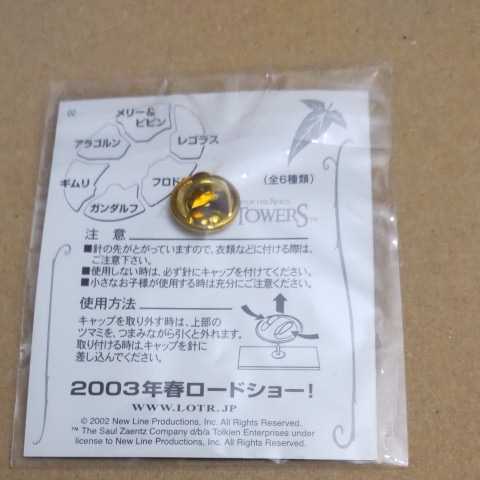 メリー&
ピピン
アラゴルン
レゴラス
ギムリ
フロド
ガンダルフ
(全6種類)
TOWERS™
注 意
■針の先がとがっていますので、衣類などに付ける際は、
ご注意下さい。
■使用しない時は、必ず針にキャップを付けてください。
■小さなお子様が使用する時は充分にご注意ください。
使用方法
キャップを取り外す時は、上部の
ツマミを、つまみながら引くと外れます。
取り付ける時は、キャップを針に
差し込んでください。
2003年春ロードショー!
WWW.LOTR.JP
© 2002 New Line Productions, Inc. All Rights Reserved.
™ The Saul Zaentz Company d/b/a Tolkien Enterprises under
license to New Line Productions, Inc. All Rights Reserved.